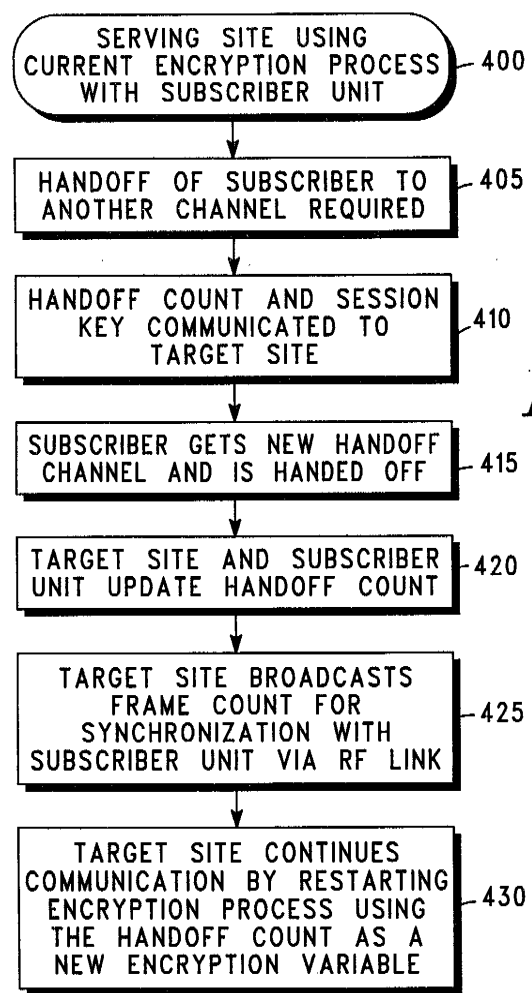 SERVING SITE USING
CURRENT ENCRYPTION PROCESS
WITH SUBSCRIBER UNIT
400
HANDOFF OF SUBSCRIBER TO
ANOTHER CHANNEL REQUIRED
405
HANDOFF COUNT AND SESSION
KEY COMMUNICATED TO
TARGET SITE
410
SUBSCRIBER GETS NEW HANDOFF
CHANNEL AND IS HANDED OFF
415
TARGET SITE AND SUBSCRIBER
UNIT UPDATE HANDOFF COUNT
420
TARGET SITE BROADCASTS
FRAME COUNT FOR
SYNCHRONIZATION WITH
SUBSCRIBER UNIT VIA RF LINK
425
TARGET SITE CONTINUES
COMMUNICATION BY RESTARTING
ENCRYPTION PROCESS USING
THE HANDOFF COUNT AS A
NEW ENCRYPTION VARIABLE
430